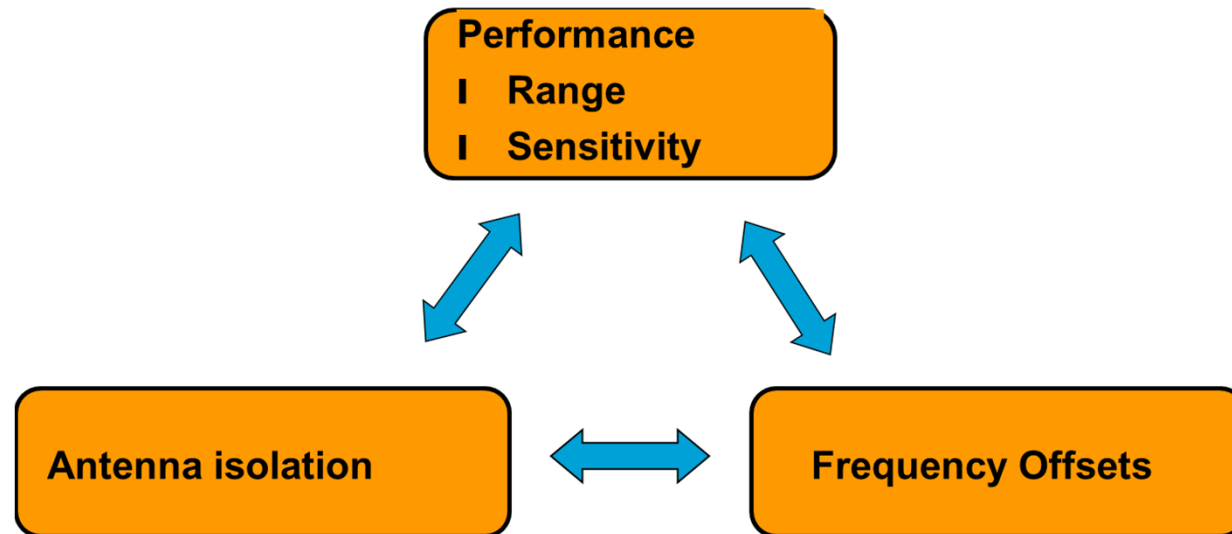 Performance
I Range
I Sensitivity
Antenna isolation
Frequency Offsets